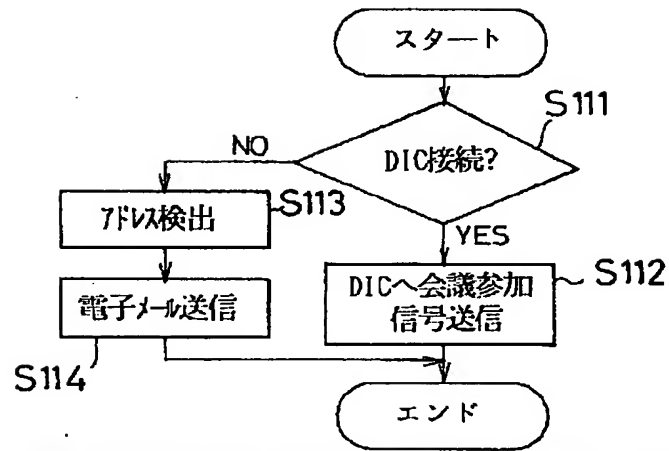 スタート
S111
DIC接続?
NO
YES
S113
アドレス検出
S112
DICへ会議参加
信号送信
電子メール送信
S114
エンド